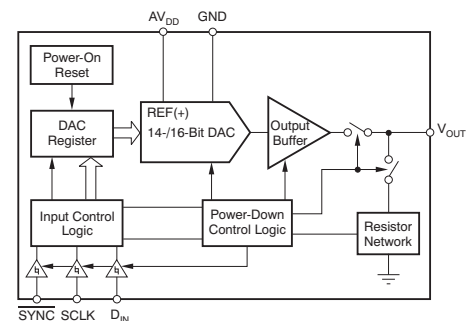 AVDD GND
Power-On
Reset
REF(+)
14-/16-Bit DAC
DAC
Register
Output
Buffer
VOUT
Input Control
Logic
Power-Down
Control Logic
Resistor
Network
SYNC SCLK DIN